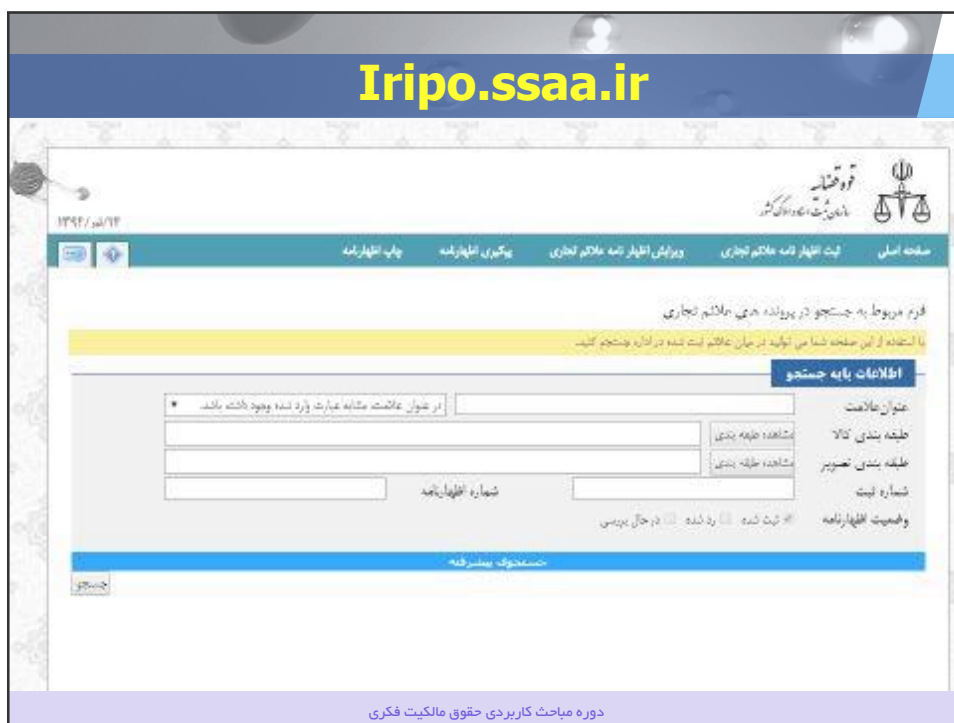 Iripo.ssaa.ir
قوه قضائیه
سازمان ثبت اسناد و املاک کشور
صفحه اصلی ثبت اظهار نامه علائم تجاری ویرایش اظهار نامه علائم تجاری پیگیری اظهارنامه چاپ اظهارنامه
فرم مربوط به جستجو در پرونده های علائم تجاری
با استفاده از این صفحه شما می توانید در میان علائم ثبت شده در اداره جستجو کنید.
اطلاعات پایه جستجو
عنوان علامت در عنوان علامت، مشابه عبارت وارد شده وجود داشته باشد.
طبقه بندی کالا مشاهده طبقه بندی
طبقه بندی تصویر مشاهده طبقه بندی
شماره ثبت شماره اظهارنامه
وضعیت اظهارنامه ثبت شده رد شده در حال بررسی
جستجوی پیشرفته
جستجو
دوره مباحث کاربردی حقوق مالکیت فکری